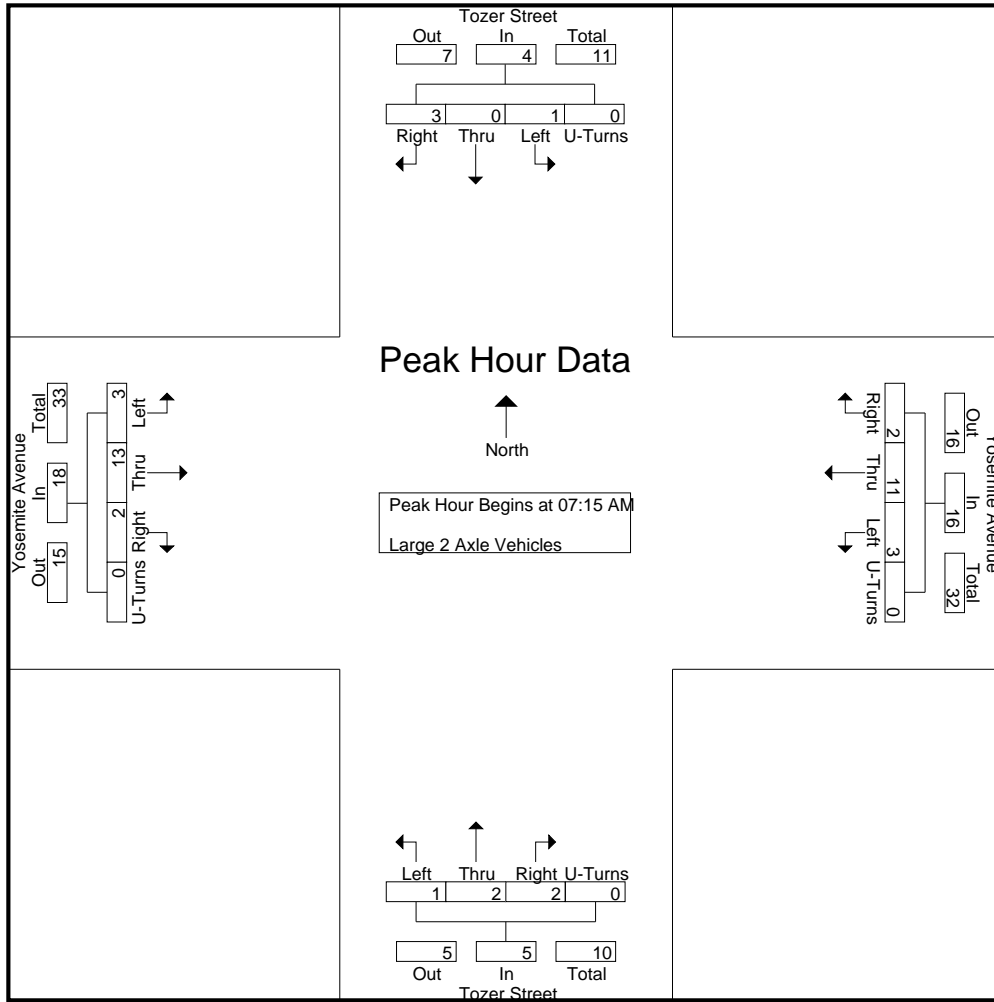 Tozer Street
Out In Total
7 4 11
3 0 1 0
Right Thru Left U-Turns
Peak Hour Data
North
Peak Hour Begins at 07:15 AM
Large 2 Axle Vehicles
Yosemite Avenue
Total In Out
33 18 15
3 13 2 0
Left Thru Right U-Turns
Yosemite Avenue
Out In Total
16 16 32
2 11 3 0
Right Thru Left U-Turns
Left Thru Right U-Turns
1 2 2 0
5 5 10
Out In Total
Tozer Street